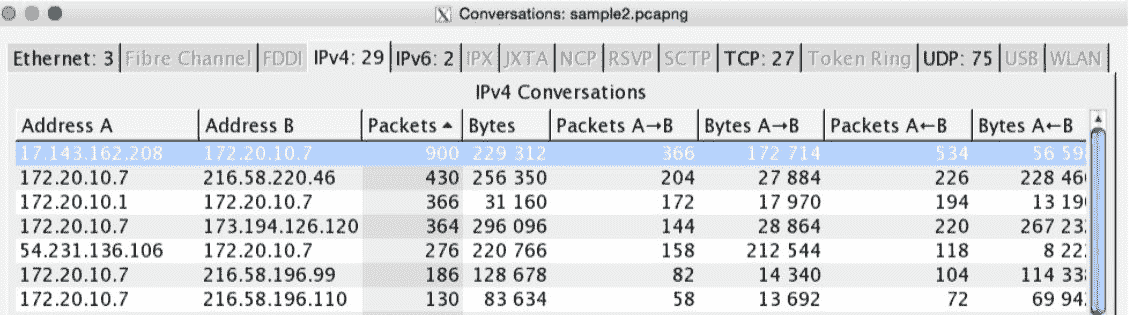 X Conversations: sample2.pcapng
Ethernet: 3 Fibre Channel FDDI IPv4: 29 IPv6: 2 IPX JXTA NCP RSVP SCTP TCP: 27 Token Ring UDP: 75 USB WLAN
IPv4 Conversations
Address A Address B Packets Bytes Packets A→B Bytes A→B Packets A←B Bytes A←B
17.143.162.208 172.20.10.7 900 229 312 366 172 714 534 56 59
172.20.10.7 216.58.220.46 430 256 350 204 27 884 226 228 46
172.20.10.1 172.20.10.7 366 31 160 172 17 970 194 13 19
172.20.10.7 173.194.126.120 364 296 096 144 28 864 220 267 23
54.231.136.106 172.20.10.7 276 220 766 158 212 544 118 8 22
172.20.10.7 216.58.196.99 186 128 678 82 14 340 104 114 33
172.20.10.7 216.58.196.110 130 83 634 58 13 692 72 69 94